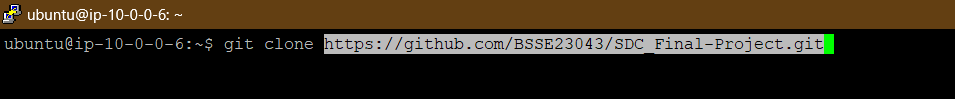 ubuntu@ip-10-0-0-6: ~
ubuntu@ip-10-0-0-6:~$ git clone https://github.com/BSSE23043/SDC_Final-Project.git